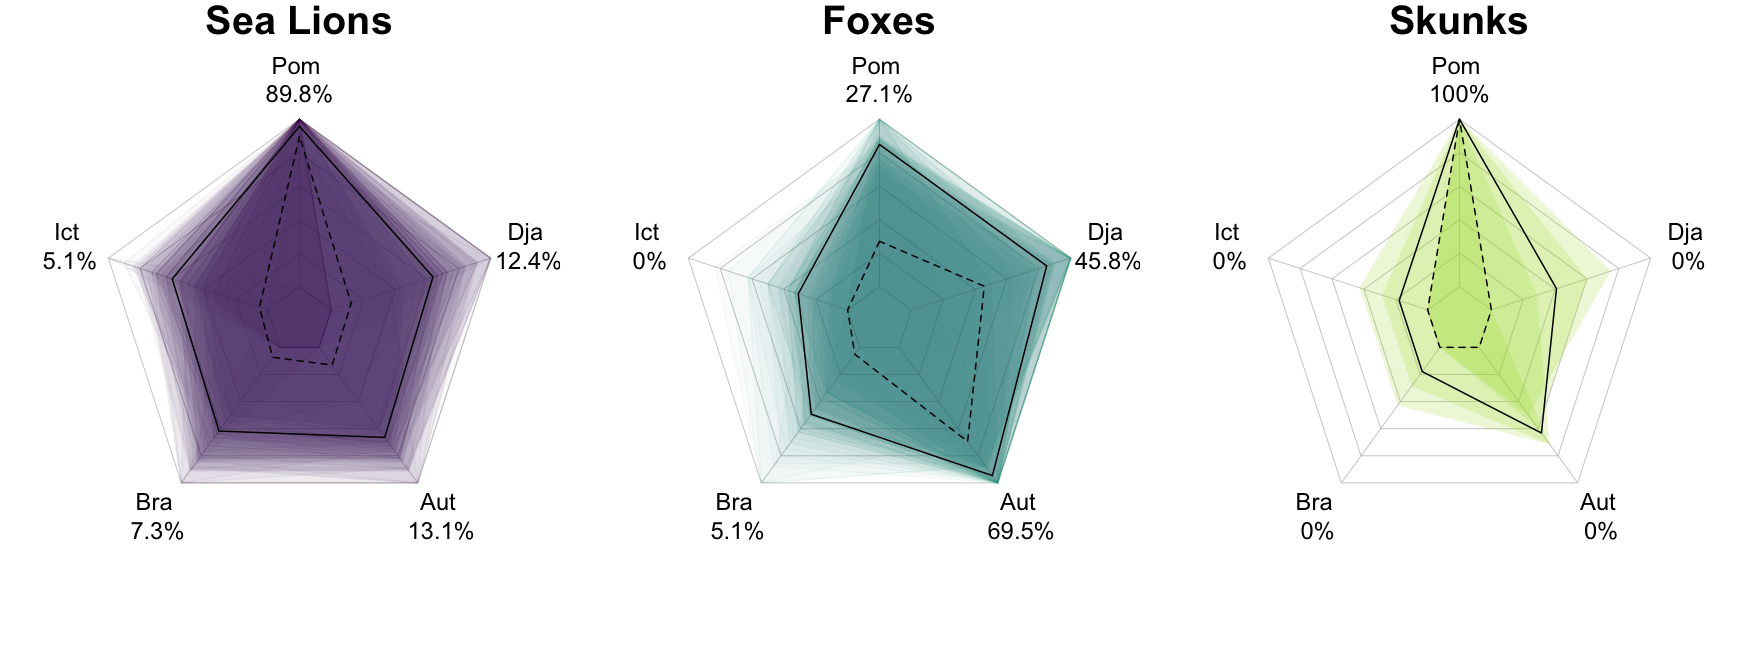 Sea Lions
Foxes
Skunks
Pom
89.8%
Ict
5.1%
Dja
12.4%
Bra
7.3%
Aut
13.1%
Pom
27.1%
Ict
0%
Dja
45.8%
Bra
5.1%
Aut
69.5%
Pom
100%
Ict
0%
Dja
0%
Bra
0%
Aut
0%